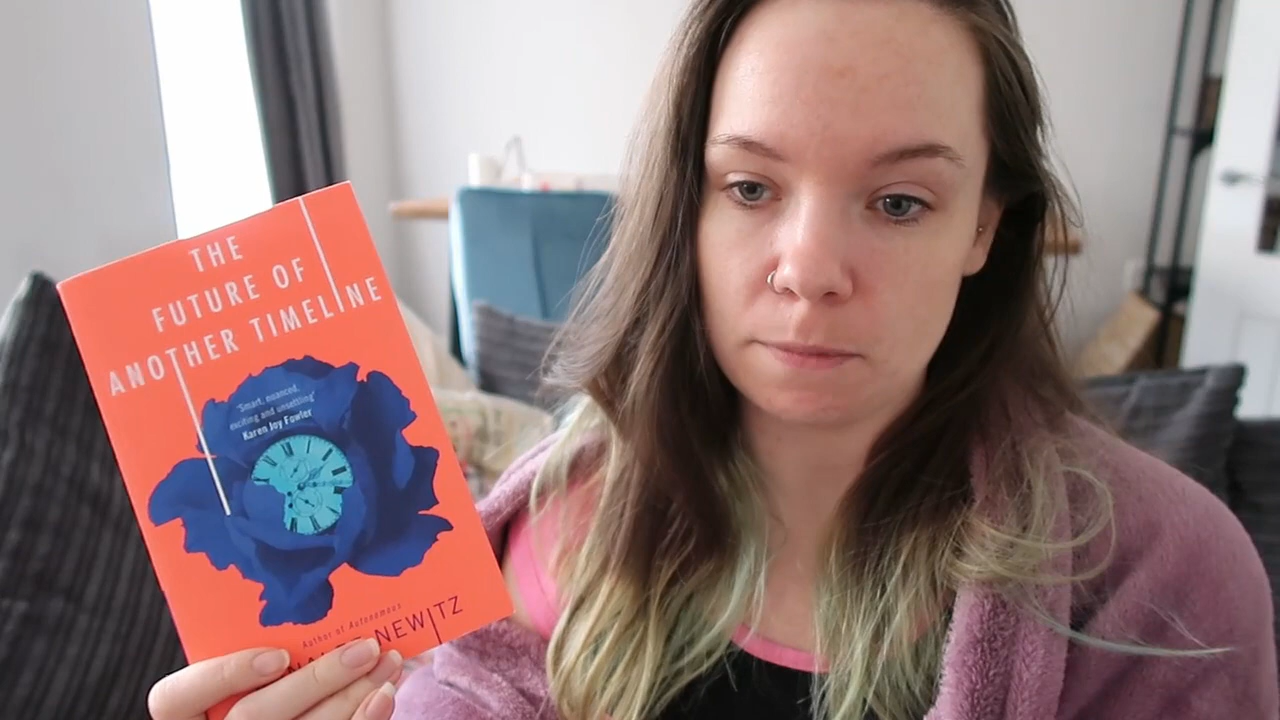 THE
FUTURE OF
ANOTHER TIMELINE
'Smart, nuanced,
exciting and unsettling'
Karen Joy Fowler
Author of Autonomous
NEWITZ